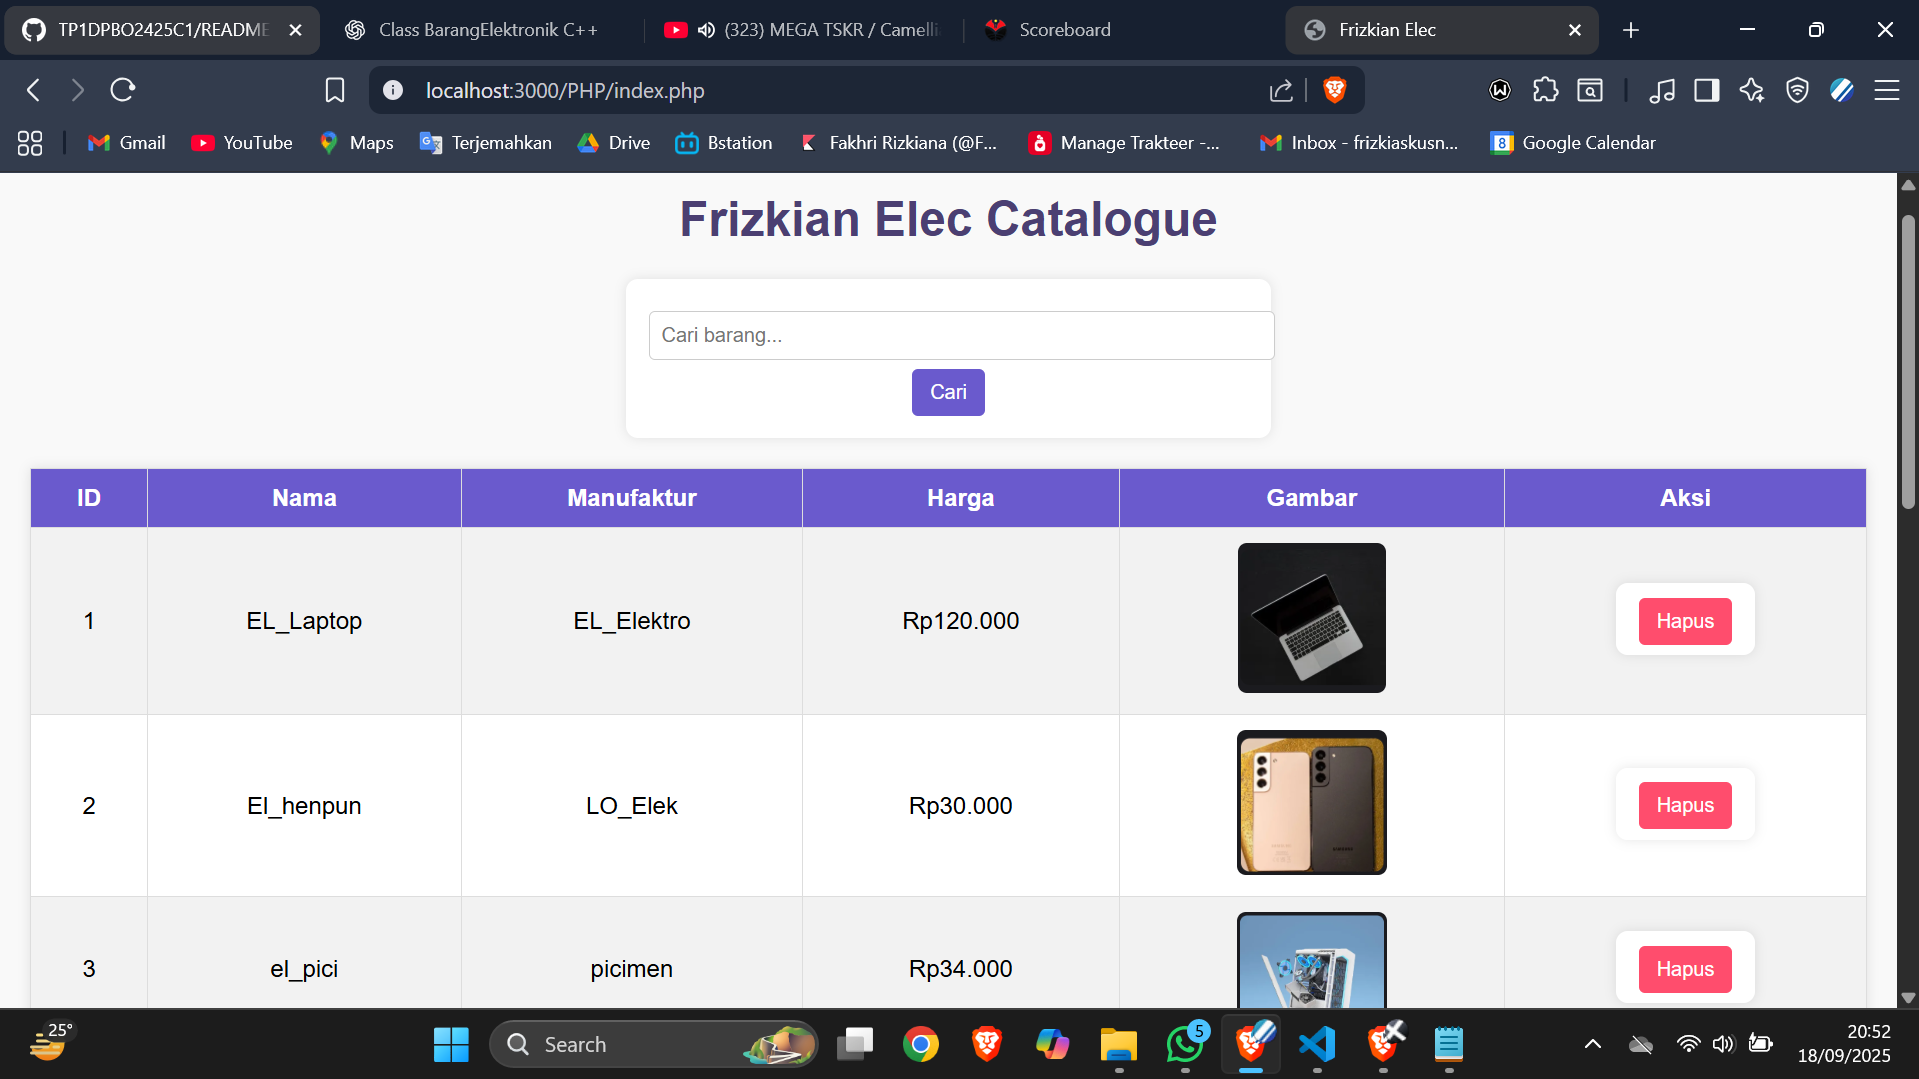 TP1DPBO2425C1/README
Class BarangElektronik C++
(323) MEGA TSKR / Camelli
Scoreboard
Frizkian Elec
localhost:3000/PHP/index.php
Gmail
YouTube
Maps
Terjemahkan
Drive
Bstation
Fakhri Rizkiana (@F...
Manage Trakteer -...
Inbox - frizkiaskusn...
8
Google Calendar
Frizkian Elec Catalogue
Cari barang...
Cari
ID Nama Manufaktur Harga Gambar Aksi
1 EL_Laptop EL_Elektro Rp120.000 Hapus
2 El_henpun LO_Elek Rp30.000 Hapus
3 el_pici picimen Rp34.000 Hapus
25°
Search
5
20:52
18/09/2025